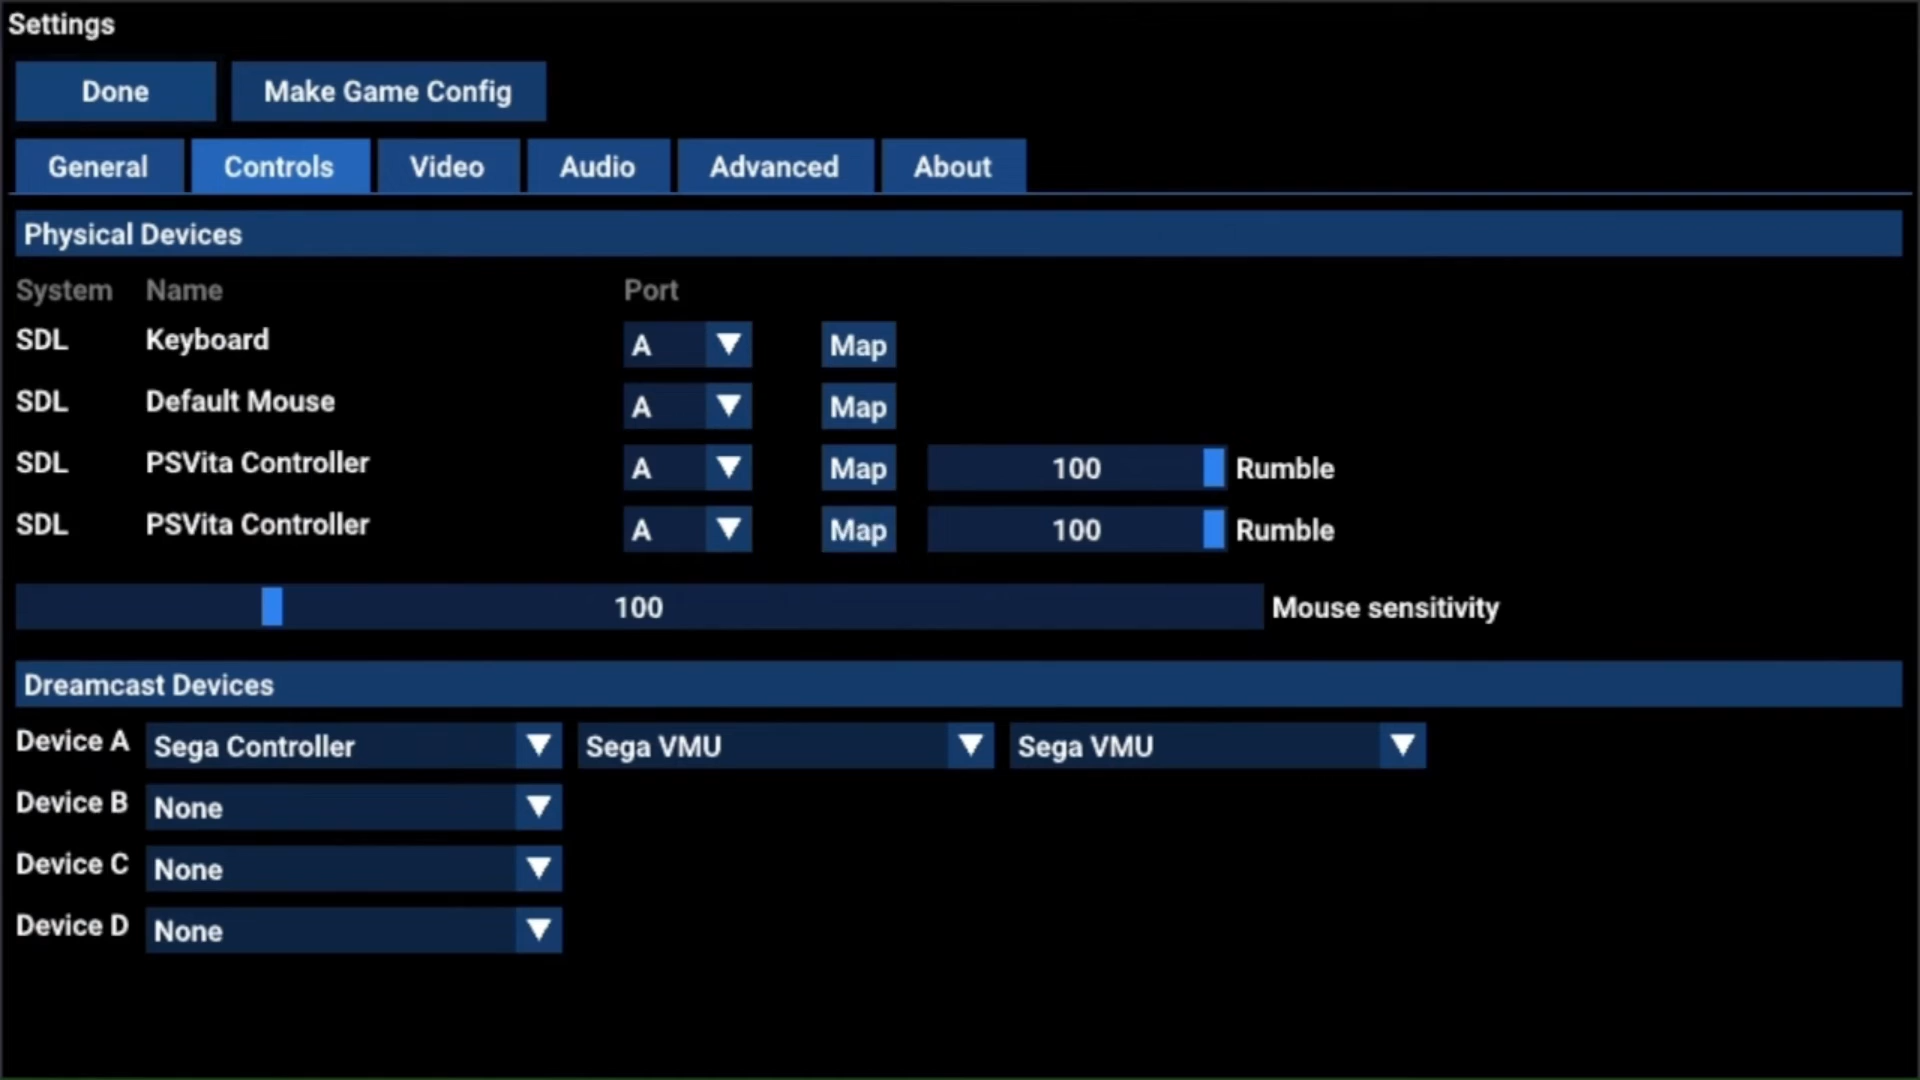 Settings
Done Make Game Config
General Controls Video Audio Advanced About
Physical Devices
System Name Port
SDL Keyboard A Map
SDL Default Mouse A Map
SDL PSVita Controller A Map 100 Rumble
SDL PSVita Controller A Map 100 Rumble
100 Mouse sensitivity
Dreamcast Devices
Device A Sega Controller Sega VMU Sega VMU
Device B None
Device C None
Device D None